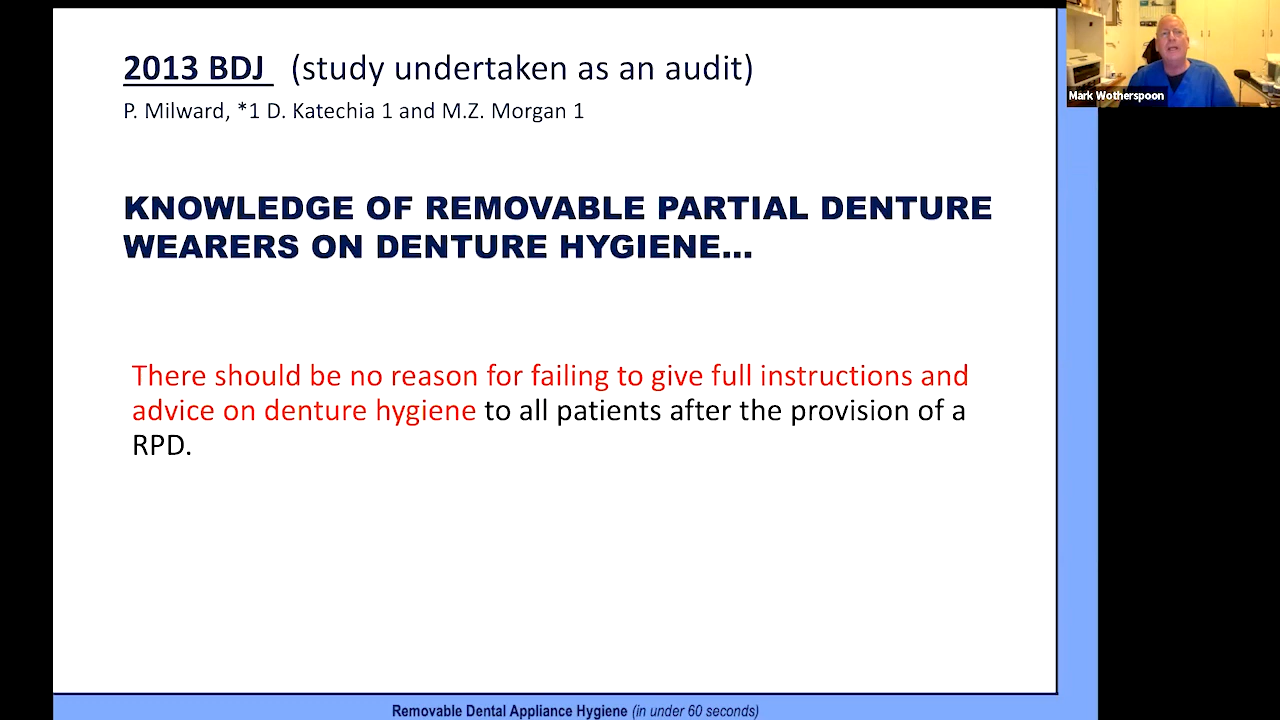 2013 BDJ (study undertaken as an audit)
P. Milward, *1 D. Katechia 1 and M.Z. Morgan 1
KNOWLEDGE OF REMOVABLE PARTIAL DENTURE
WEARERS ON DENTURE HYGIENE...
There should be no reason for failing to give full instructions and
advice on denture hygiene to all patients after the provision of a
RPD.
Removable Dental Appliance Hygiene (in under 60 seconds)
Mark Wotherspoon